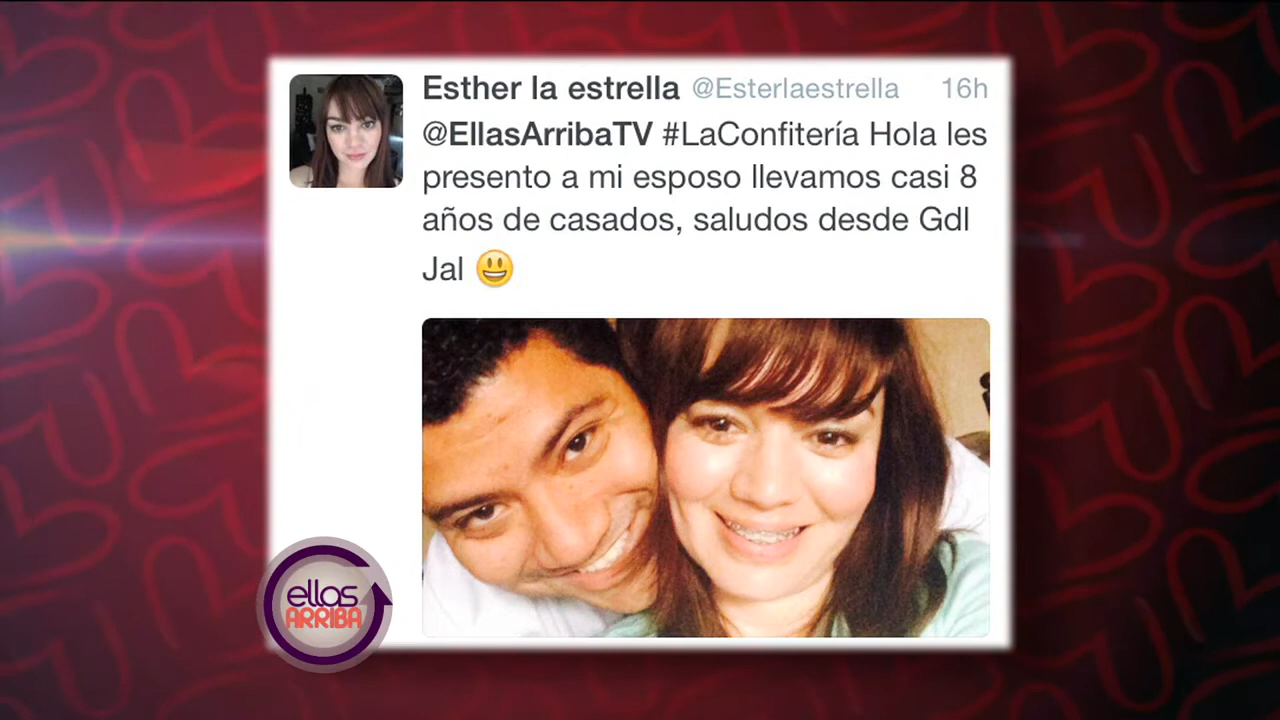 Esther la estrella @Esterlaestrella 16h
@EllasArribaTV #LaConfitería Hola les
presento a mi esposo llevamos casi 8
años de casados, saludos desde Gdl
Jal 😃
ellas
ARRIBA